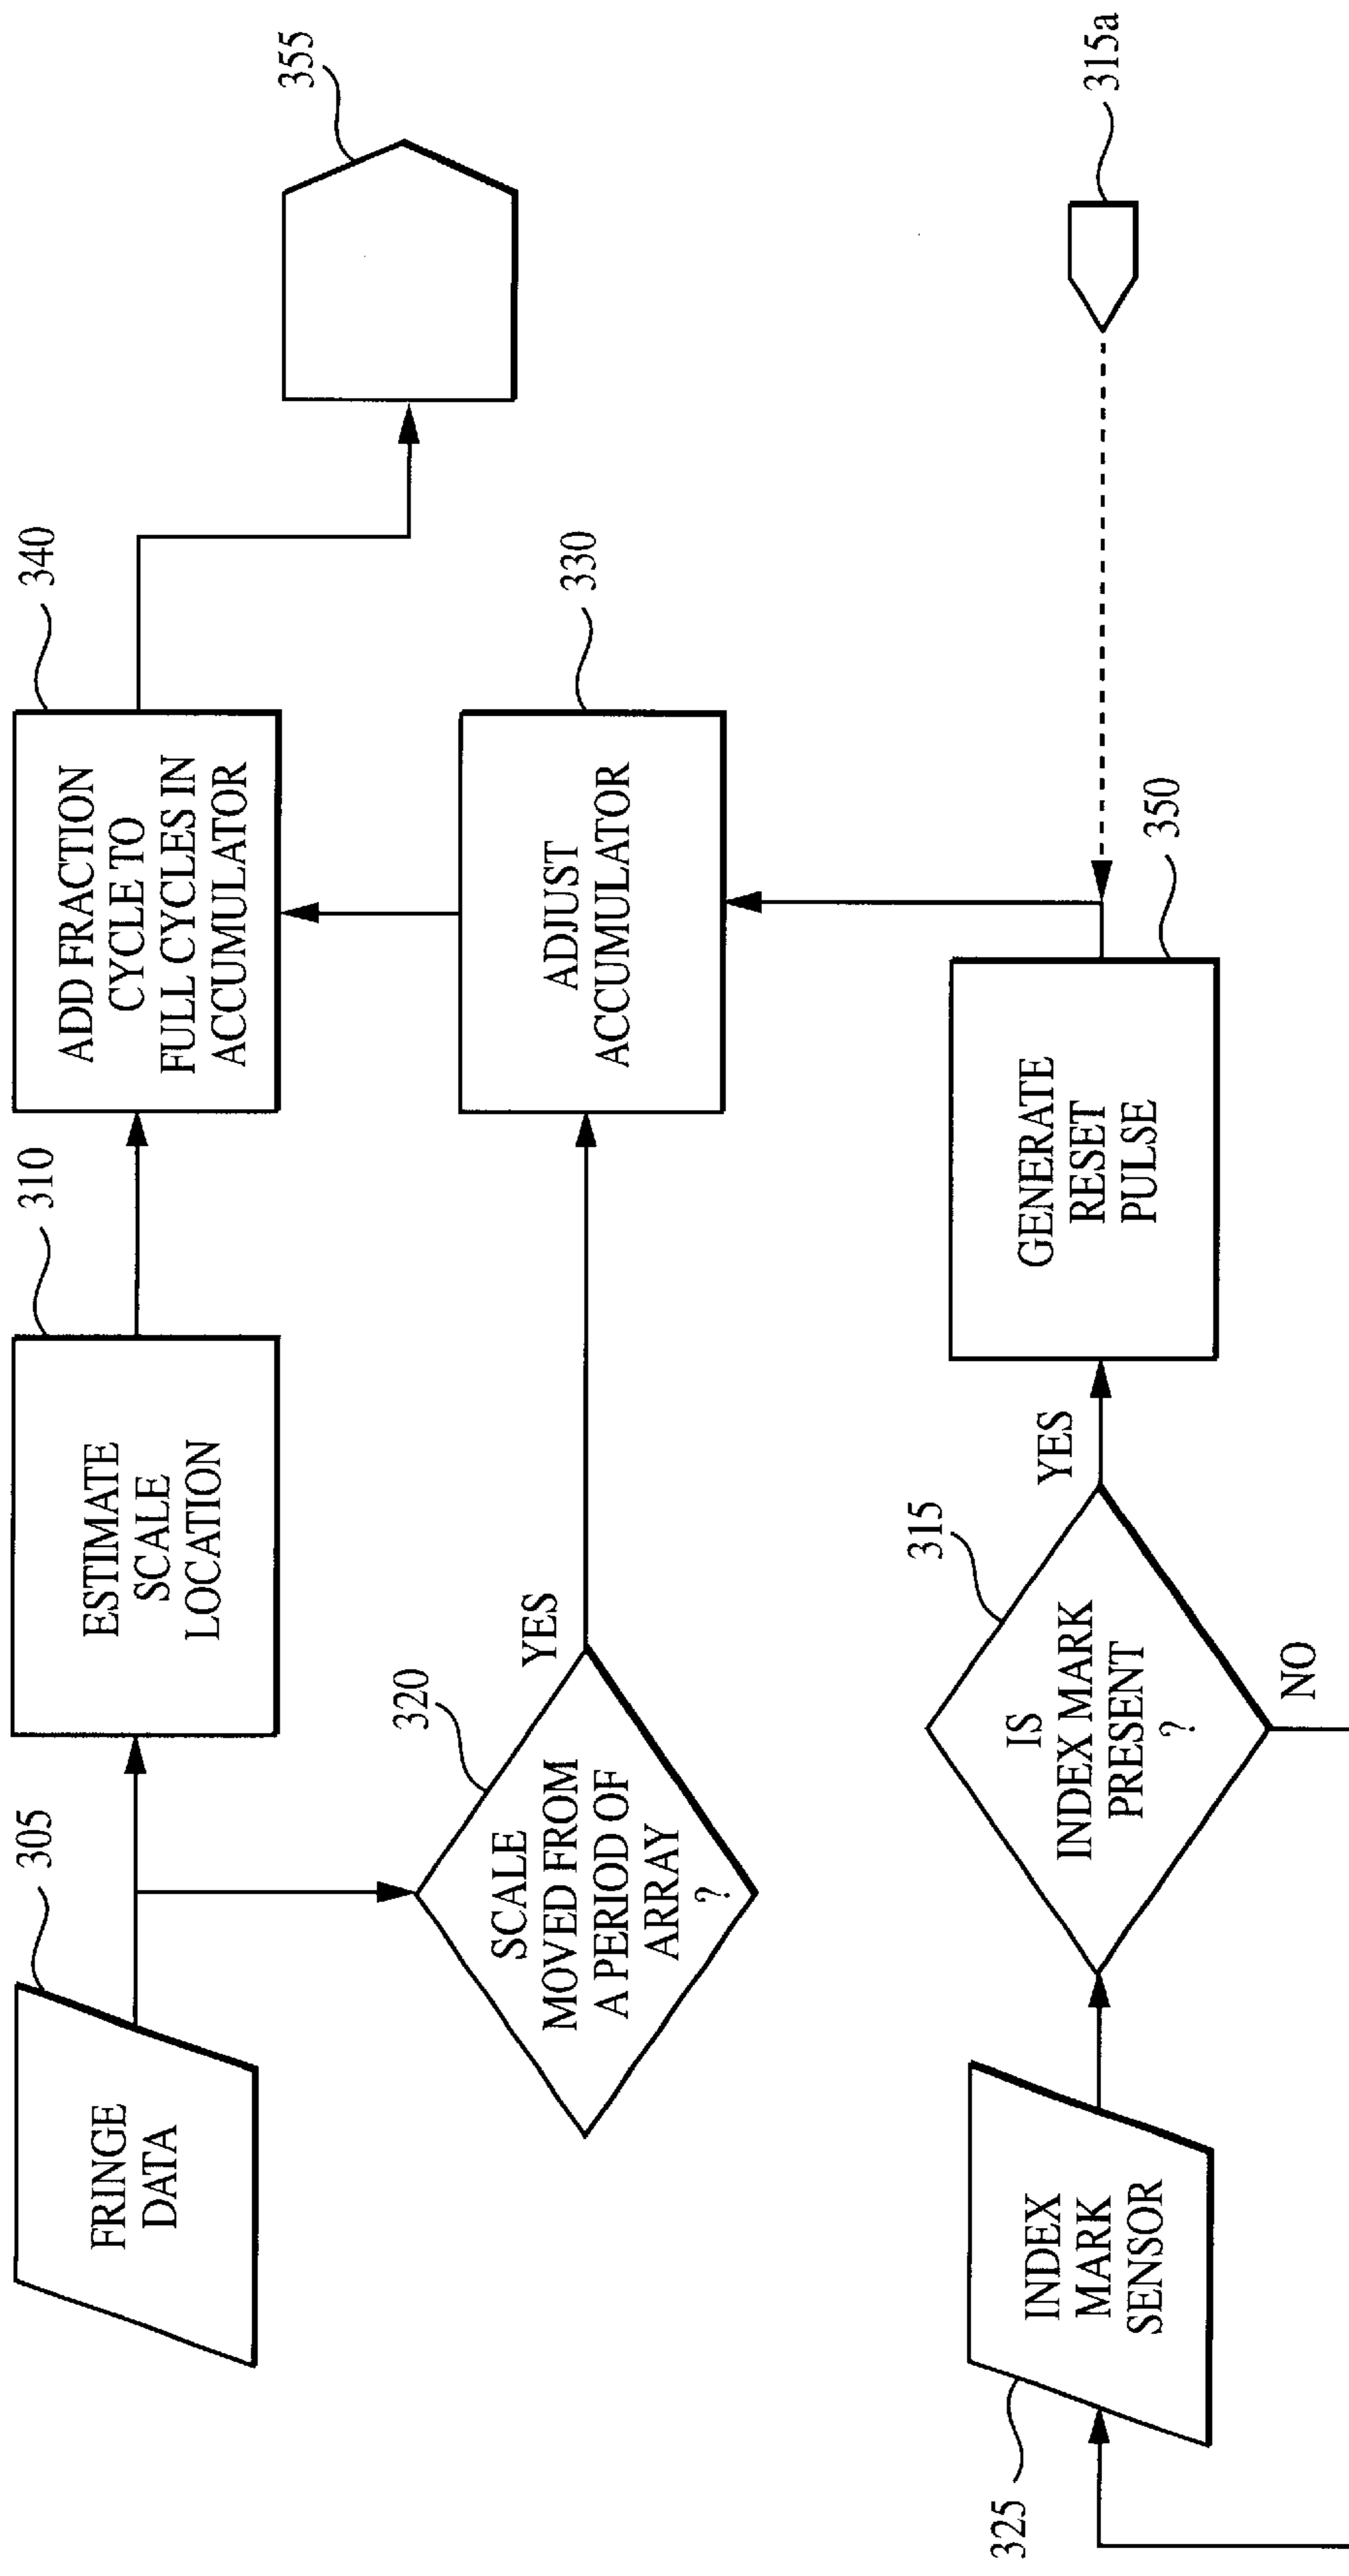 305
FRINGE
DATA
310
ESTIMATE
SCALE
LOCATION
340
ADD FRACTION
CYCLE TO
FULL CYCLES IN
ACCUMULATOR
355
320
SCALE
MOVED FROM
A PERIOD OF
ARRAY
?
YES
330
ADJUST
ACCUMULATOR
325
INDEX
MARK
SENSOR
315
IS
INDEX MARK
PRESENT
?
YES
NO
350
GENERATE
RESET
PULSE
315a